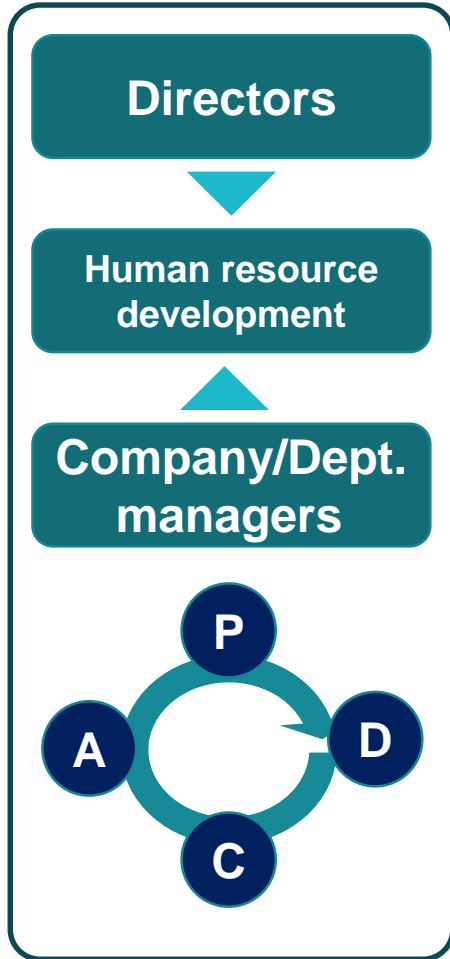 Directors
Human resource
development
Company/Dept.
managers
P
A
D
C